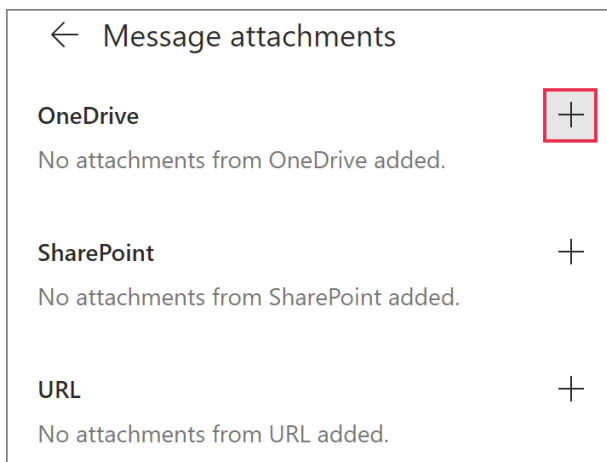 Message attachments
OneDrive
No attachments from OneDrive added.
SharePoint
No attachments from SharePoint added.
URL
No attachments from URL added.